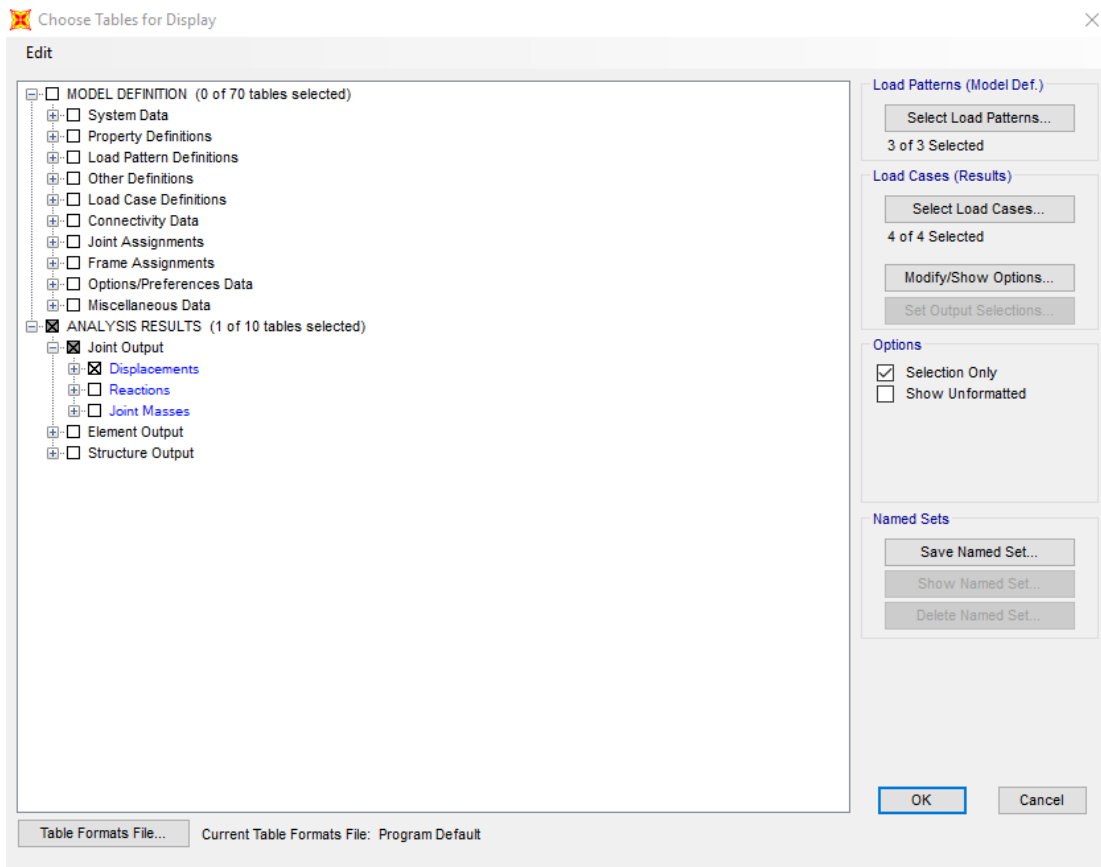 Choose Tables for Display
Edit
MODEL DEFINITION (0 of 70 tables selected)
System Data
Property Definitions
Load Pattern Definitions
Other Definitions
Load Case Definitions
Connectivity Data
Joint Assignments
Frame Assignments
Options/Preferences Data
Miscellaneous Data
ANALYSIS RESULTS (1 of 10 tables selected)
Joint Output
Displacements
Reactions
Joint Masses
Element Output
Structure Output
Load Patterns (Model Def.)
Select Load Patterns...
3 of 3 Selected
Load Cases (Results)
Select Load Cases...
4 of 4 Selected
Modify/Show Options...
Set Output Selections...
Options
Selection Only
Show Unformatted
Named Sets
Save Named Set...
Show Named Set...
Delete Named Set...
OK
Cancel
Table Formats File...
Current Table Formats File: Program Default